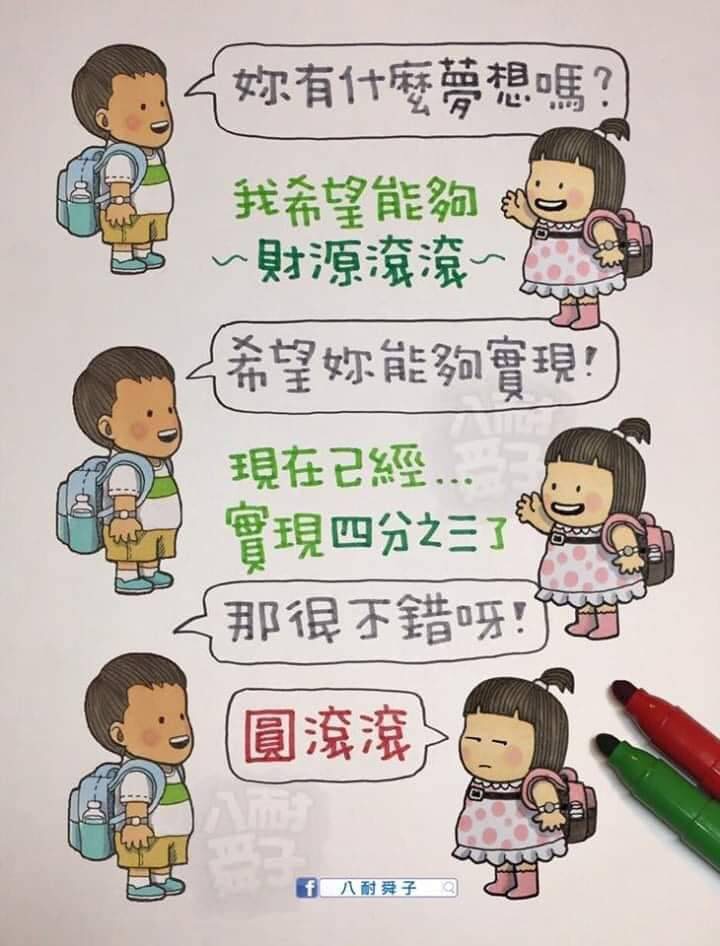 妳有什麼夢想嗎?
我希望能夠
～財源滾滾～
希望妳能夠實現!
八耐
舜子
現在已經...
實現四分之三了
那很不錯呀!
圓滾滾
八耐
舜子
f 八耐舜子